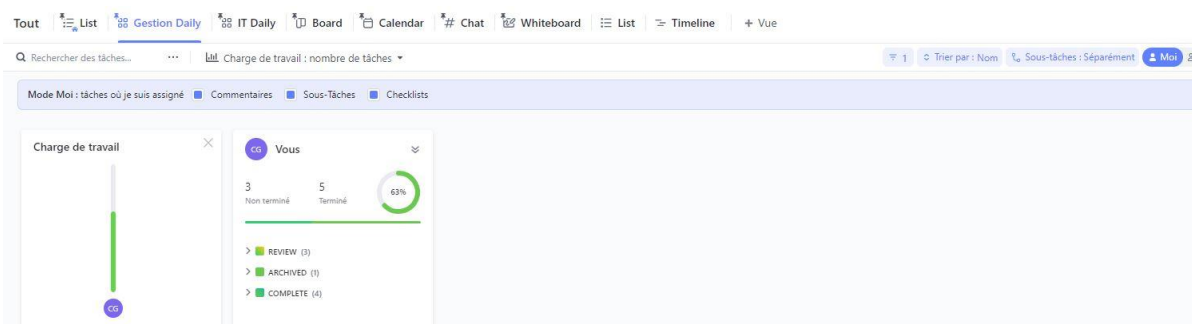 Tout List Gestion Daily IT Daily Board Calendar Chat Whiteboard List Timeline + Vue
Rechercher des tâches... ... Charge de travail : nombre de tâches 1 Trier par : Nom Sous-tâches : Séparément Moi
Mode Moi : tâches où je suis assigné Commentaires Sous-Tâches Checklists
Charge de travail
CG
CG Vous
3 5 63%
Non terminé Terminé
REVIEW (3)
ARCHIVED (1)
COMPLETE (4)